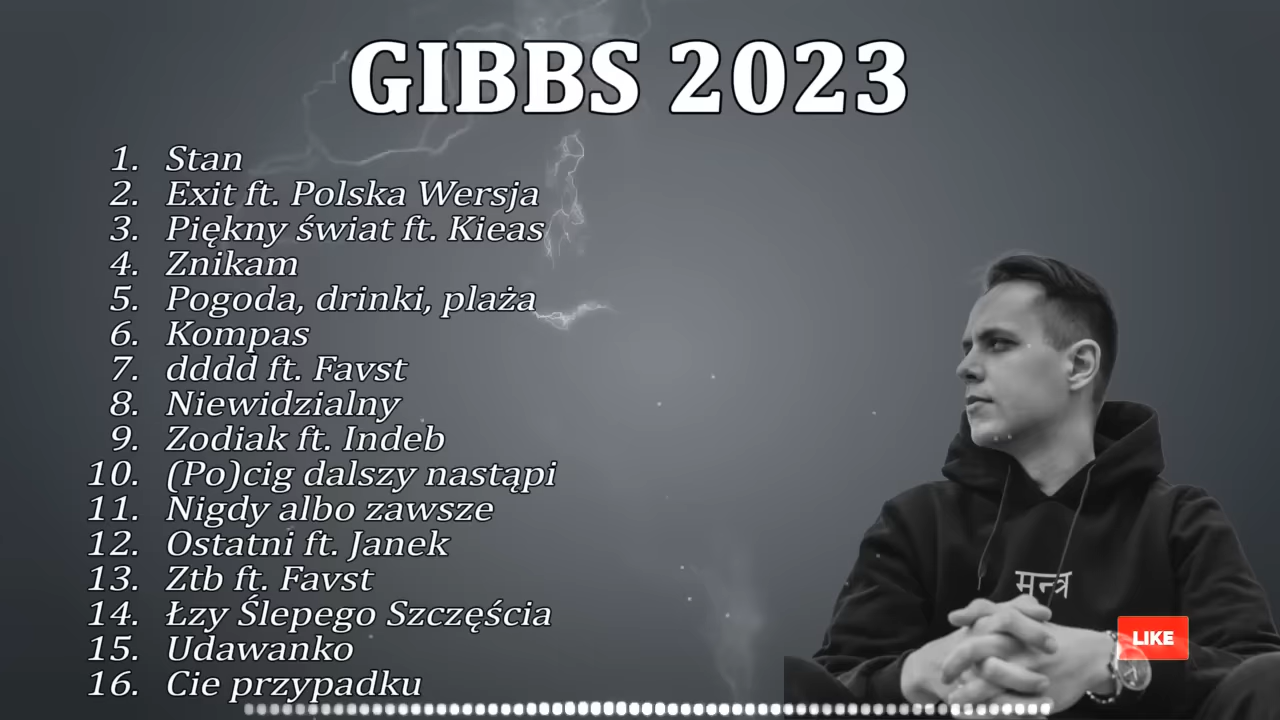 GIBBS 2023
1. Stan
2. Exit ft. Polska Wersja
3. Piękny świat ft. Kieas
4. Znikam
5. Pogoda, drinki, plaża
6. Kompas
7. dddd ft. Favst
8. Niewidzialny
9. Zodiak ft. Indeb
10. (Po)cig dalszy nastąpi
11. Nigdy albo zawsze
12. Ostatni ft. Janek
13. Ztb ft. Favst
14. Łzy Ślepego Szczęścia
15. Udawanko
16. Cie przypadku
मन्त्र
LIKE